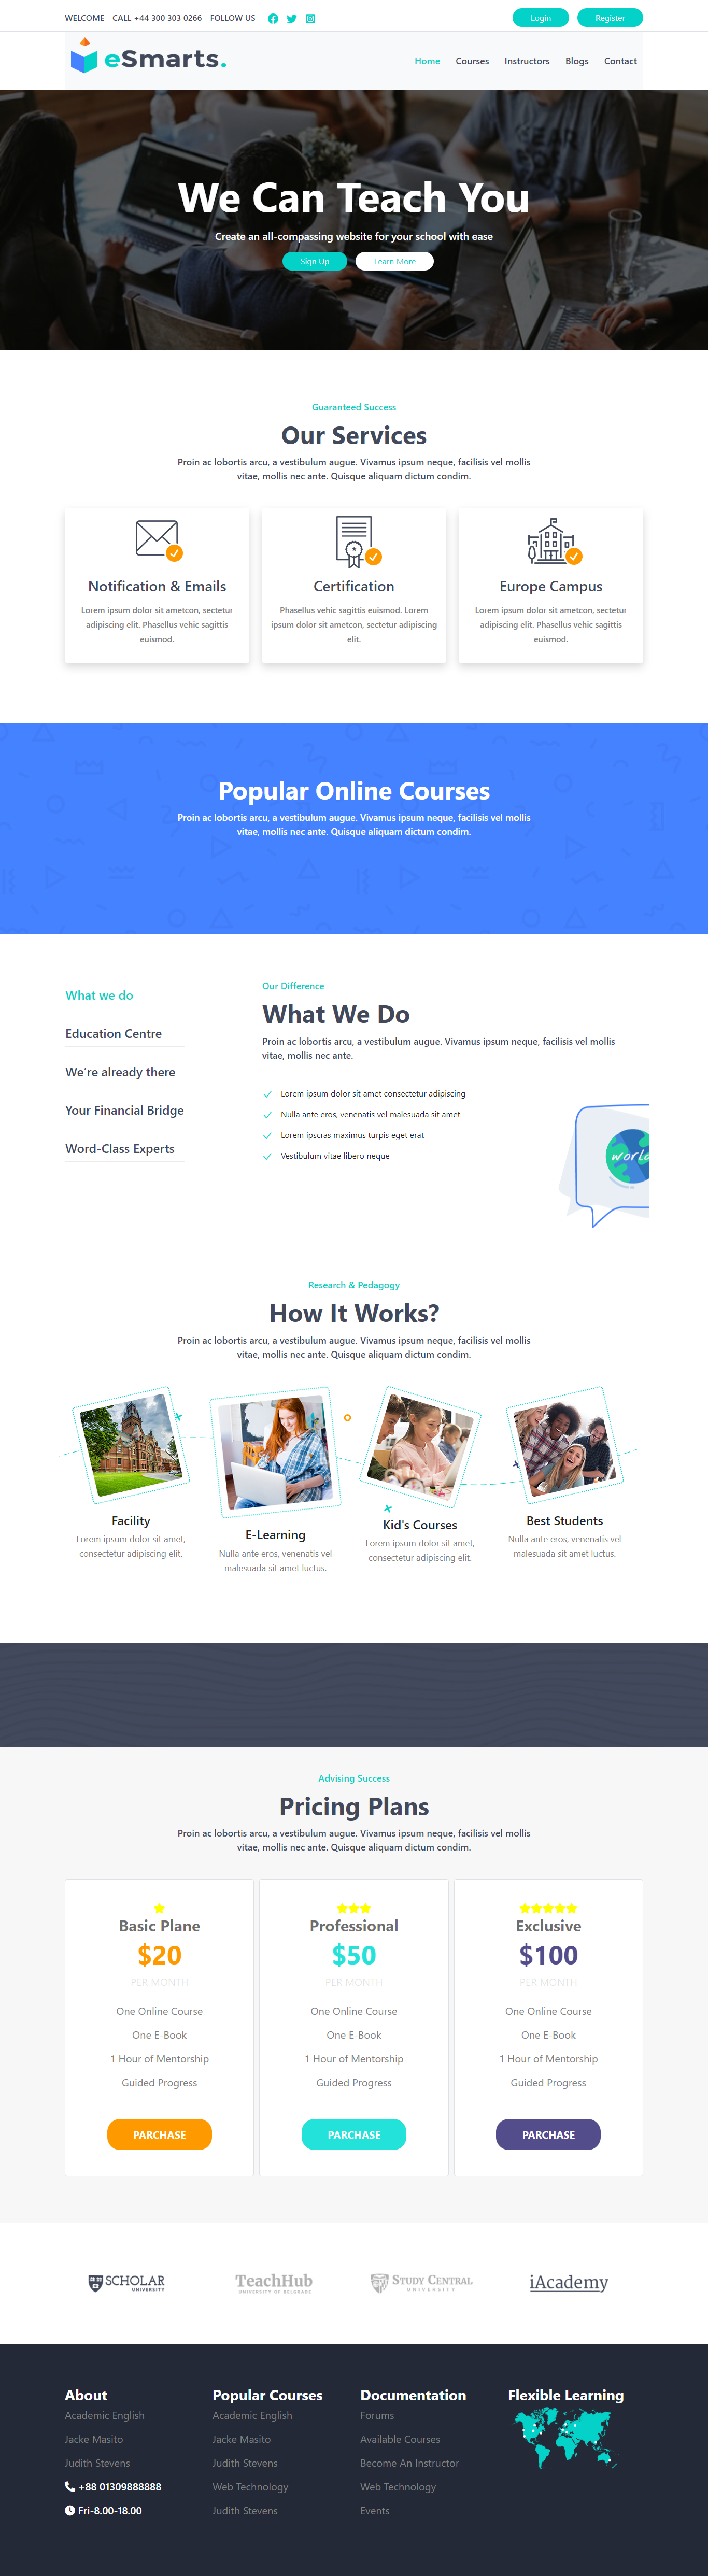 WELCOME CALL +44 300 303 0266 FOLLOW US
Login
Register
eSmarts.
Home Courses Instructors Blogs Contact
We Can Teach You
Create an all-compassing website for your school with ease
Sign Up
Learn More
Guaranteed Success
Our Services
Proin ac lobortis arcu, a vestibulum augue. Vivamus ipsum neque, facilisis vel mollis
vitae, mollis nec ante. Quisque aliquam dictum condim.
Notification & Emails
Lorem ipsum dolor sit ametcon, sectetur
adipiscing elit. Phasellus vehic sagittis
euismod.
Certification
Phasellus vehic sagittis euismod. Lorem
ipsum dolor sit ametcon, sectetur adipiscing
elit.
Europe Campus
Lorem ipsum dolor sit ametcon, sectetur
adipiscing elit. Phasellus vehic sagittis
euismod.
Popular Online Courses
Proin ac lobortis arcu, a vestibulum augue. Vivamus ipsum neque, facilisis vel mollis
vitae, mollis nec ante. Quisque aliquam dictum condim.
What we do
Education Centre
We’re already there
Your Financial Bridge
Word-Class Experts
Our Difference
What We Do
Proin ac lobortis arcu, a vestibulum augue. Vivamus ipsum neque, facilisis vel mollis
vitae, mollis nec ante.
Lorem ipsum dolor sit amet consectetur adipiscing
Nulla ante eros, venenatis vel malesuada sit amet
Lorem ipscras maximus turpis eget erat
Vestibulum vitae libero neque
world
Research & Pedagogy
How It Works?
Proin ac lobortis arcu, a vestibulum augue. Vivamus ipsum neque, facilisis vel mollis
vitae, mollis nec ante. Quisque aliquam dictum condim.
Facility
Lorem ipsum dolor sit amet,
consectetur adipiscing elit.
E-Learning
Nulla ante eros, venenatis vel
malesuada sit amet luctus.
Kid's Courses
Lorem ipsum dolor sit amet,
consectetur adipiscing elit.
Best Students
Nulla ante eros, venenatis vel
malesuada sit amet luctus.
Advising Success
Pricing Plans
Proin ac lobortis arcu, a vestibulum augue. Vivamus ipsum neque, facilisis vel mollis
vitae, mollis nec ante. Quisque aliquam dictum condim.
Basic Plane
$20
PER MONTH
One Online Course
One E-Book
1 Hour of Mentorship
Guided Progress
PARCHASE
Professional
$50
PER MONTH
One Online Course
One E-Book
1 Hour of Mentorship
Guided Progress
PARCHASE
Exclusive
$100
PER MONTH
One Online Course
One E-Book
1 Hour of Mentorship
Guided Progress
PARCHASE
SCHOLAR
UNIVERSITY
TeachHub
UNIVERSITY OF BELGRADE
STUDY CENTRAL
UNIVERSITY
iAcademy
About
Academic English
Jacke Masito
Judith Stevens
+88 01309888888
Fri-8.00-18.00
Popular Courses
Academic English
Jacke Masito
Judith Stevens
Web Technology
Judith Stevens
Documentation
Forums
Available Courses
Become An Instructor
Web Technology
Events
Flexible Learning